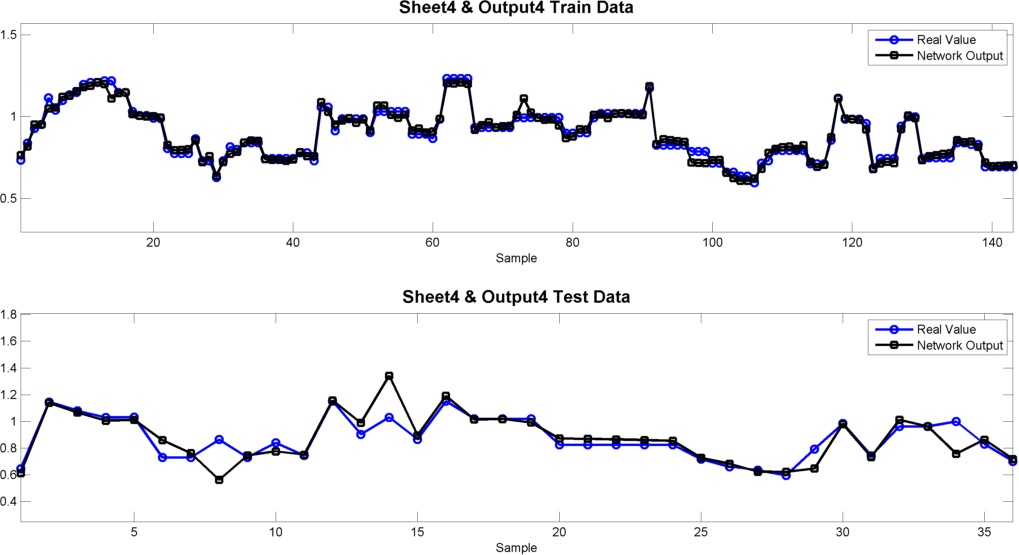 Sheet4 & Output4 Train Data
1.5
1
0.5
Real Value
Network Output
20 40 60 80 100 120 140
Sample
Sheet4 & Output4 Test Data
1.8
1.6
1.4
1.2
1
0.8
0.6
0.4
Real Value
Network Output
5 10 15 20 25 30 35
Sample